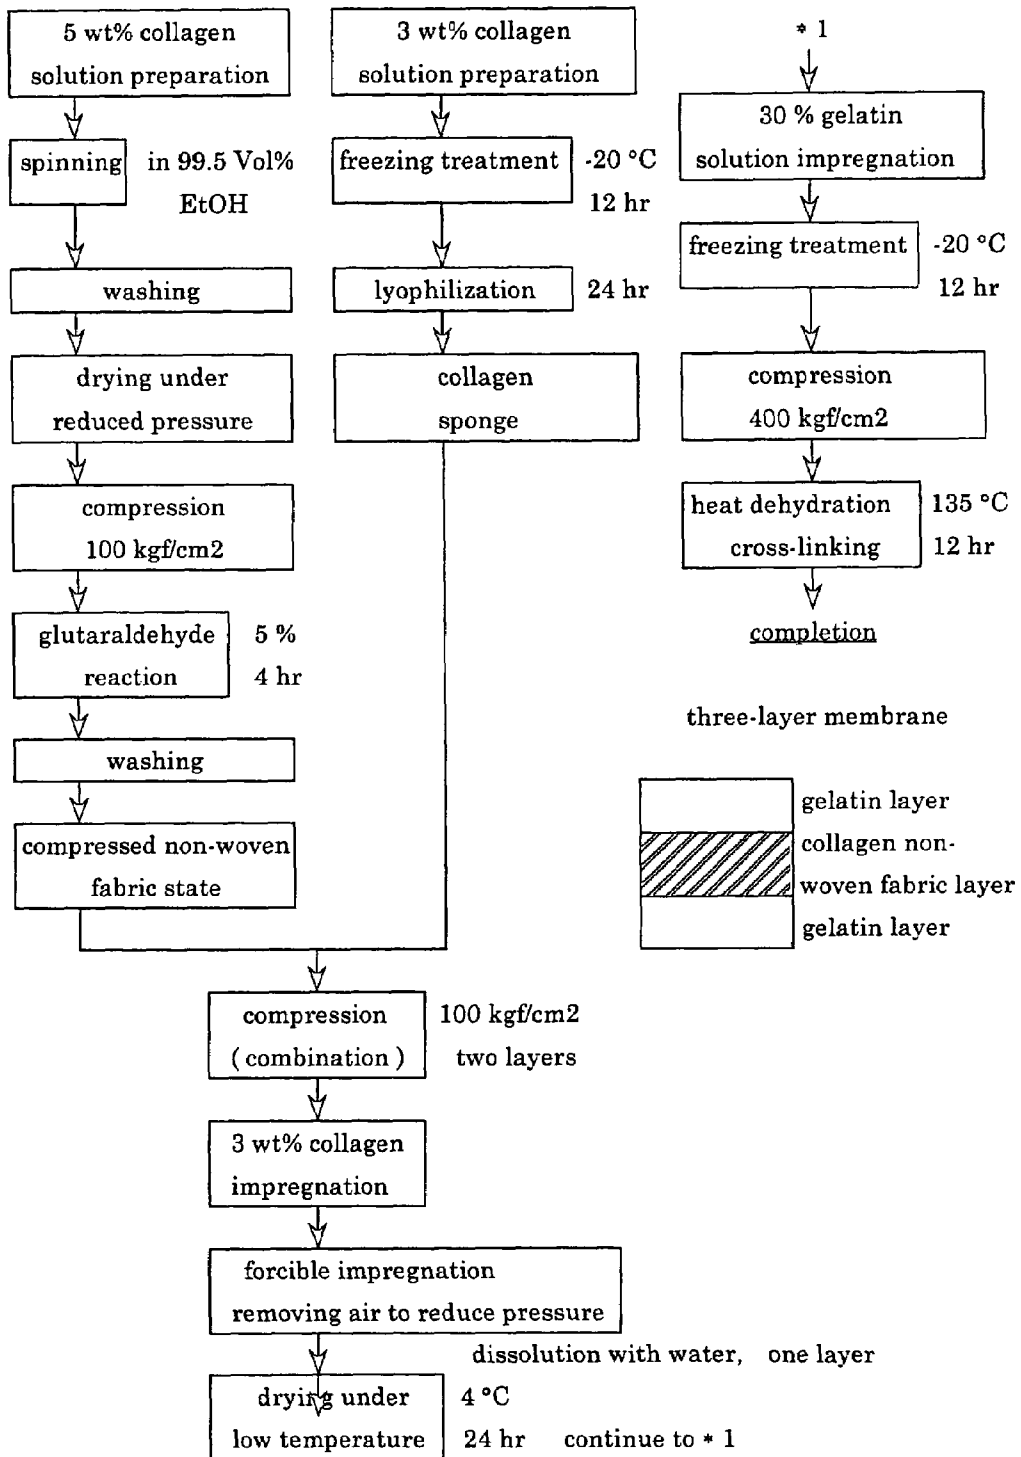 5 wt% collagen
solution preparation
spinning
in 99.5 Vol%
EtOH
washing
drying under
reduced pressure
compression
100 kgf/cm2
glutaraldehyde
reaction
5 %
4 hr
washing
compressed non-woven
fabric state
3 wt% collagen
solution preparation
freezing treatment
-20 °C
12 hr
lyophilization
24 hr
collagen
sponge
compression
( combination )
100 kgf/cm2
two layers
3 wt% collagen
impregnation
forcible impregnation
removing air to reduce pressure
dissolution with water, one layer
drying under
low temperature
4 °C
24 hr continue to * 1
* 1
30 % gelatin
solution impregnation
freezing treatment
-20 °C
12 hr
compression
400 kgf/cm2
heat dehydration
cross-linking
135 °C
12 hr
completion
three-layer membrane
gelatin layer
collagen non-
woven fabric layer
gelatin layer